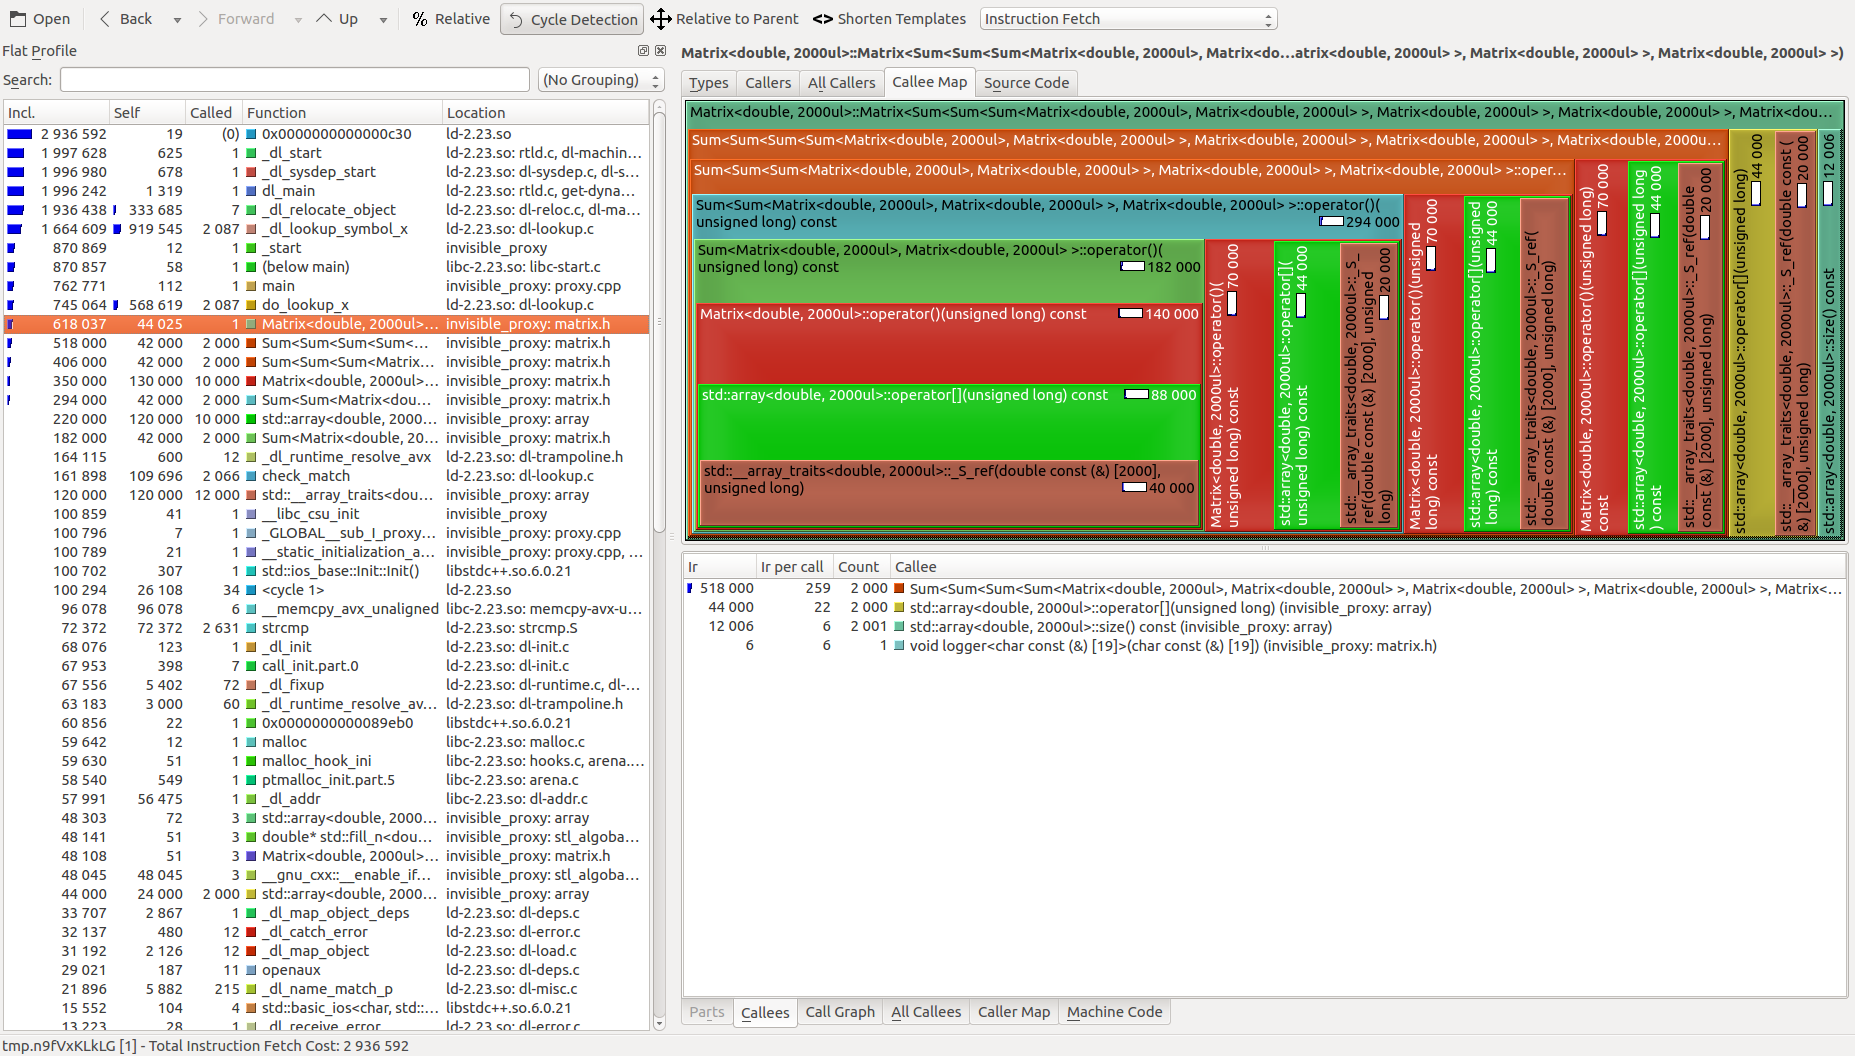 Open Back Forward Up % Relative Cycle Detection Relative to Parent <> Shorten Templates Instruction Fetch
Flat Profile
Search: (No Grouping)
Incl. Self Called Function Location
2 936 592 19 (0) 0x0000000000000c30 ld-2.23.so
1 997 628 625 1 _dl_start ld-2.23.so: rtld.c, dl-machin...
1 996 980 678 1 _dl_sysdep_start ld-2.23.so: dl-sysdep.c, dl-s...
1 996 242 1 319 1 dl_main ld-2.23.so: rtld.c, get-dyna...
1 936 438 333 685 7 _dl_relocate_object ld-2.23.so: dl-reloc.c, dl-ma...
1 664 609 919 545 2 087 _dl_lookup_symbol_x ld-2.23.so: dl-lookup.c
870 869 12 1 _start invisible_proxy
870 857 58 1 (below main) libc-2.23.so: libc-start.c
762 771 112 1 main invisible_proxy: proxy.cpp
745 064 568 619 2 087 do_lookup_x ld-2.23.so: dl-lookup.c
618 037 44 025 1 Matrix<double, 2000ul>... invisible_proxy: matrix.h
518 000 42 000 2 000 Sum<Sum<Sum<Sum<... invisible_proxy: matrix.h
406 000 42 000 2 000 Sum<Sum<Sum<Matrix... invisible_proxy: matrix.h
350 000 130 000 10 000 Matrix<double, 2000ul>... invisible_proxy: matrix.h
294 000 42 000 2 000 Sum<Sum<Matrix<dou... invisible_proxy: matrix.h
220 000 120 000 10 000 std::array<double, 2000... invisible_proxy: array
182 000 42 000 2 000 Sum<Matrix<double, 20... invisible_proxy: matrix.h
164 115 600 12 _dl_runtime_resolve_avx ld-2.23.so: dl-trampoline.h
161 898 109 696 2 066 check_match ld-2.23.so: dl-lookup.c
120 000 120 000 12 000 std::__array_traits<dou... invisible_proxy: array
100 859 41 1 __libc_csu_init invisible_proxy
100 796 7 1 _GLOBAL__sub_I_proxy... invisible_proxy: proxy.cpp
100 789 21 1 __static_initialization_a... invisible_proxy: proxy.cpp, ...
100 702 307 1 std::ios_base::Init::Init() libstdc++.so.6.0.21
100 294 26 108 34 <cycle 1> ld-2.23.so
96 078 96 078 6 __memcpy_avx_unaligned libc-2.23.so: memcpy-avx-u...
72 372 72 372 2 631 strcmp ld-2.23.so: strcmp.S
68 076 123 1 _dl_init ld-2.23.so: dl-init.c
67 953 398 7 call_init.part.0 ld-2.23.so: dl-init.c
67 556 5 402 72 _dl_fixup ld-2.23.so: dl-runtime.c, dl-...
63 183 3 000 60 _dl_runtime_resolve_av... ld-2.23.so: dl-trampoline.h
60 856 22 1 0x0000000000089eb0 libstdc++.so.6.0.21
59 642 12 1 malloc libc-2.23.so: malloc.c
59 630 51 1 malloc_hook_ini libc-2.23.so: hooks.c, arena....
58 540 549 1 ptmalloc_init.part.5 libc-2.23.so: arena.c
57 991 56 475 1 _dl_addr libc-2.23.so: dl-addr.c
48 303 72 3 std::array<double, 2000... invisible_proxy: array
48 141 51 3 double* std::fill_n<dou... invisible_proxy: stl_algoba...
48 108 51 3 Matrix<double, 2000ul>... invisible_proxy: matrix.h
48 045 48 045 3 __gnu_cxx::__enable_if... invisible_proxy: stl_algoba...
44 000 24 000 2 000 std::array<double, 2000... invisible_proxy: array
33 707 2 867 1 _dl_map_object_deps ld-2.23.so: dl-deps.c
32 137 480 12 _dl_catch_error ld-2.23.so: dl-error.c
31 192 2 126 12 _dl_map_object ld-2.23.so: dl-load.c
29 021 187 11 openaux ld-2.23.so: dl-deps.c
21 896 5 882 215 _dl_name_match_p ld-2.23.so: dl-misc.c
15 552 104 4 std::basic_ios<char, std::... libstdc++.so.6.0.21
13 223 28 1 _dl_receive_error ld-2.23.so: dl-error.c
Matrix<double, 2000ul>::Matrix<Sum<Sum<Sum<Matrix<double, 2000ul>, Matrix<do...atrix<double, 2000ul> >, Matrix<double, 2000ul> >, Matrix<double, 2000ul> >)
Types Callers All Callers Callee Map Source Code
Matrix<double, 2000ul>::Matrix<Sum<Sum<Sum<Matrix<double, 2000ul>, Matrix<double, 2000ul> >, Matrix<double, 2000ul> >, Matrix<double, 2000ul> >, Matrix<dou...
Sum<Sum<Sum<Sum<Matrix<double, 2000ul>, Matrix<double, 2000ul> >, Matrix<double, 2000ul> >, Matrix<double, 2000ul> >, Matrix<double, 2000ul> >...
Sum<Sum<Sum<Matrix<double, 2000ul>, Matrix<double, 2000ul> >, Matrix<double, 2000ul> >, Matrix<double, 2000ul> >::oper...
Sum<Sum<Matrix<double, 2000ul>, Matrix<double, 2000ul> >, Matrix<double, 2000ul> >::operator()(
unsigned long) const 294 000
Sum<Matrix<double, 2000ul>, Matrix<double, 2000ul> >::operator()(
unsigned long) const 182 000
Matrix<double, 2000ul>::operator()(unsigned long) const 140 000
std::array<double, 2000ul>::operator[](unsigned long) const 88 000
std::__array_traits<double, 2000ul>::_S_ref(double const (&) [2000],
unsigned long) 40 000
Matrix<double, 2000ul>::operator()(
unsigned long) const 70 000
std::array<double, 2000ul>::operator[](
unsigned long) const 44 000
std::__array_traits<double, 2000ul>::_S_
ref(double const (&) [2000], unsigned
long) 20 000
Matrix<double, 2000ul>::operator()(unsigned
long) const 70 000
std::array<double, 2000ul>::operator[](unsigned
long) const 44 000
std::__array_traits<double, 2000ul>::_S_ref(
double const (&) [2000], unsigned long)
Matrix<double, 2000ul>::operator()(unsigned long)
const 70 000
std::array<double, 2000ul>::operator[](unsigned long
) const 44 000
std::__array_traits<double, 2000ul>::_S_ref(double
const (&) [2000], unsigned long) 20 000
std::array<double, 2000ul>::operator[](unsigned long) 44 000
std::__array_traits<double, 2000ul>::_S_ref(double const (
&) [2000], unsigned long) 20 000
std::array<double, 2000ul>::size() const 12 006
Ir Ir per call Count Callee
518 000 259 2 000 Sum<Sum<Sum<Sum<Matrix<double, 2000ul>, Matrix<double, 2000ul> >, Matrix<double, 2000ul> >, Matrix<double, 2000ul> >, Matrix<...
44 000 22 2 000 std::array<double, 2000ul>::operator[](unsigned long) (invisible_proxy: array)
12 006 6 2 001 std::array<double, 2000ul>::size() const (invisible_proxy: array)
6 6 1 void logger<char const (&) [19]>(char const (&) [19]) (invisible_proxy: matrix.h)
Parts Callees Call Graph All Callees Caller Map Machine Code
tmp.n9fVxKLkLG [1] - Total Instruction Fetch Cost: 2 936 592